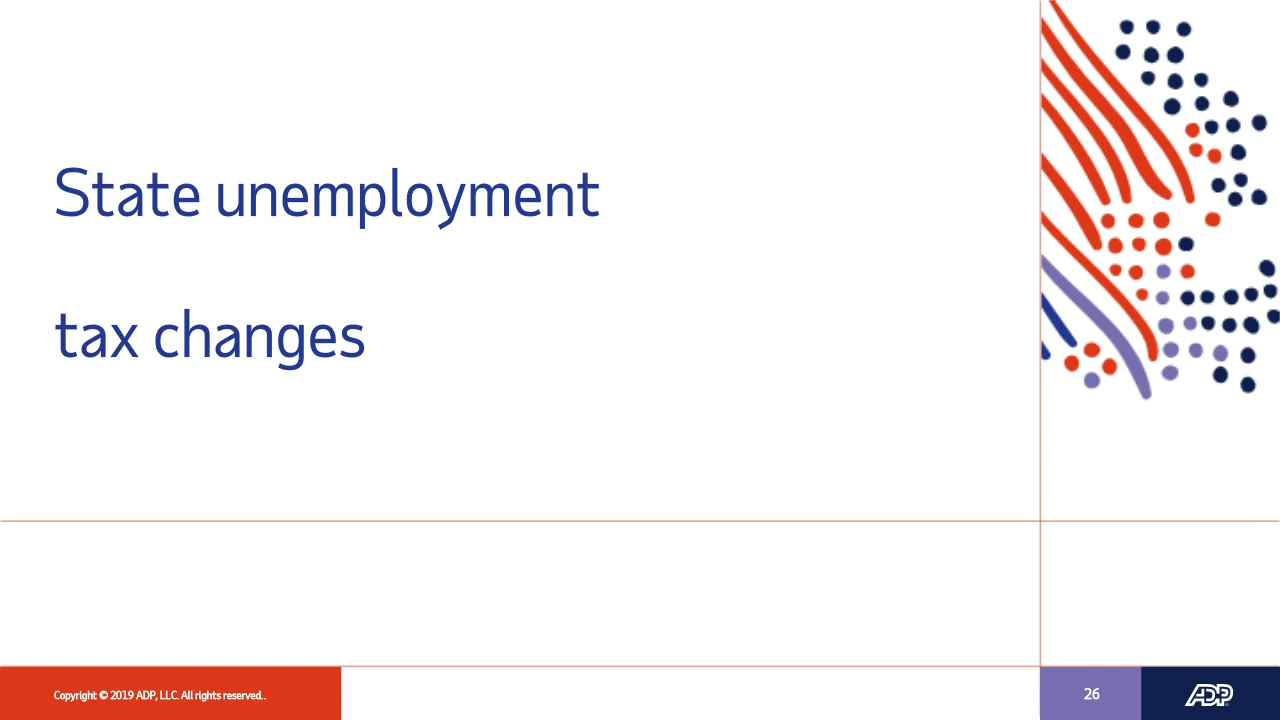 State unemployment
tax changes
Copyright © 2019 ADP, LLC. All rights reserved..
26
ADP